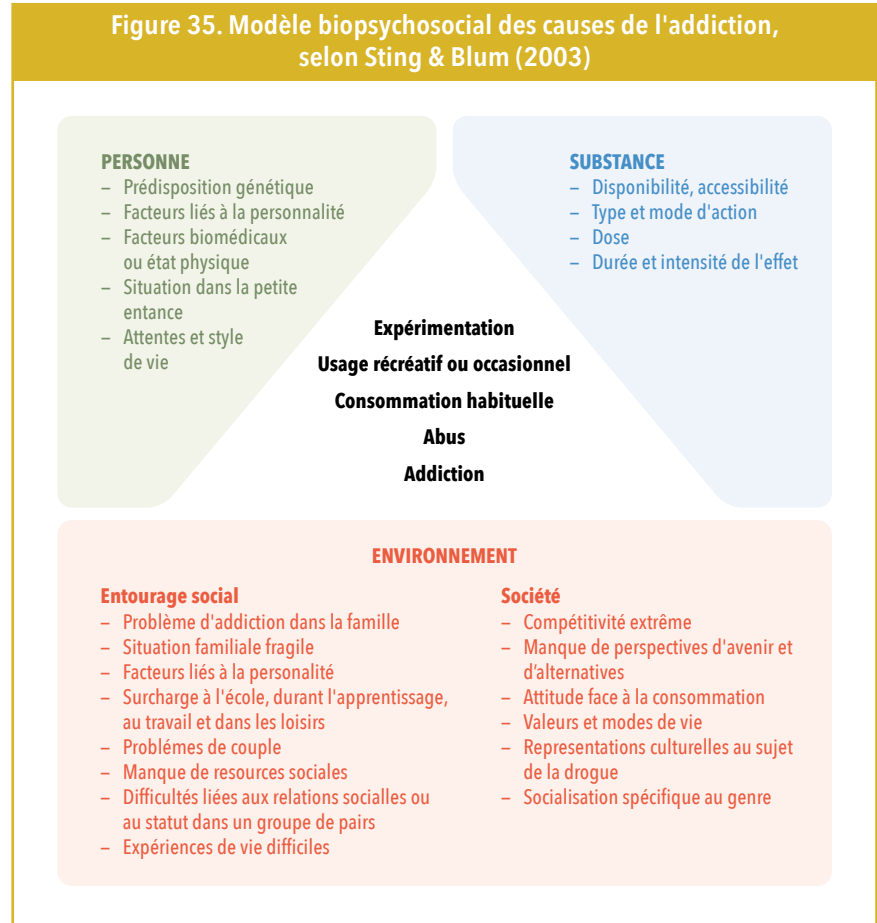 Figure 35. Modèle biopsychosocial des causes de l'addiction,
selon Sting & Blum (2003)
PERSONNE
– Prédisposition génétique
– Facteurs liés à la personnalité
– Facteurs biomédicaux
ou état physique
– Situation dans la petite
entance
– Attentes et style
de vie
SUBSTANCE
– Disponibilité, accessibilité
– Type et mode d'action
– Dose
– Durée et intensité de l'effet
Expérimentation
Usage récréatif ou occasionnel
Consommation habituelle
Abus
Addiction
ENVIRONNEMENT
Entourage social
– Problème d'addiction dans la famille
– Situation familiale fragile
– Facteurs liés à la personalité
– Surcharge à l'école, durant l'apprentissage,
au travail et dans les loisirs
– Problémes de couple
– Manque de resources sociales
– Difficultés liées aux relations socialles ou
au statut dans un groupe de pairs
– Expériences de vie difficiles
Société
– Compétitivité extrême
– Manque de perspectives d'avenir et
d'alternatives
– Attitude face à la consommation
– Valeurs et modes de vie
– Representations culturelles au sujet
de la drogue
– Socialisation spécifique au genre